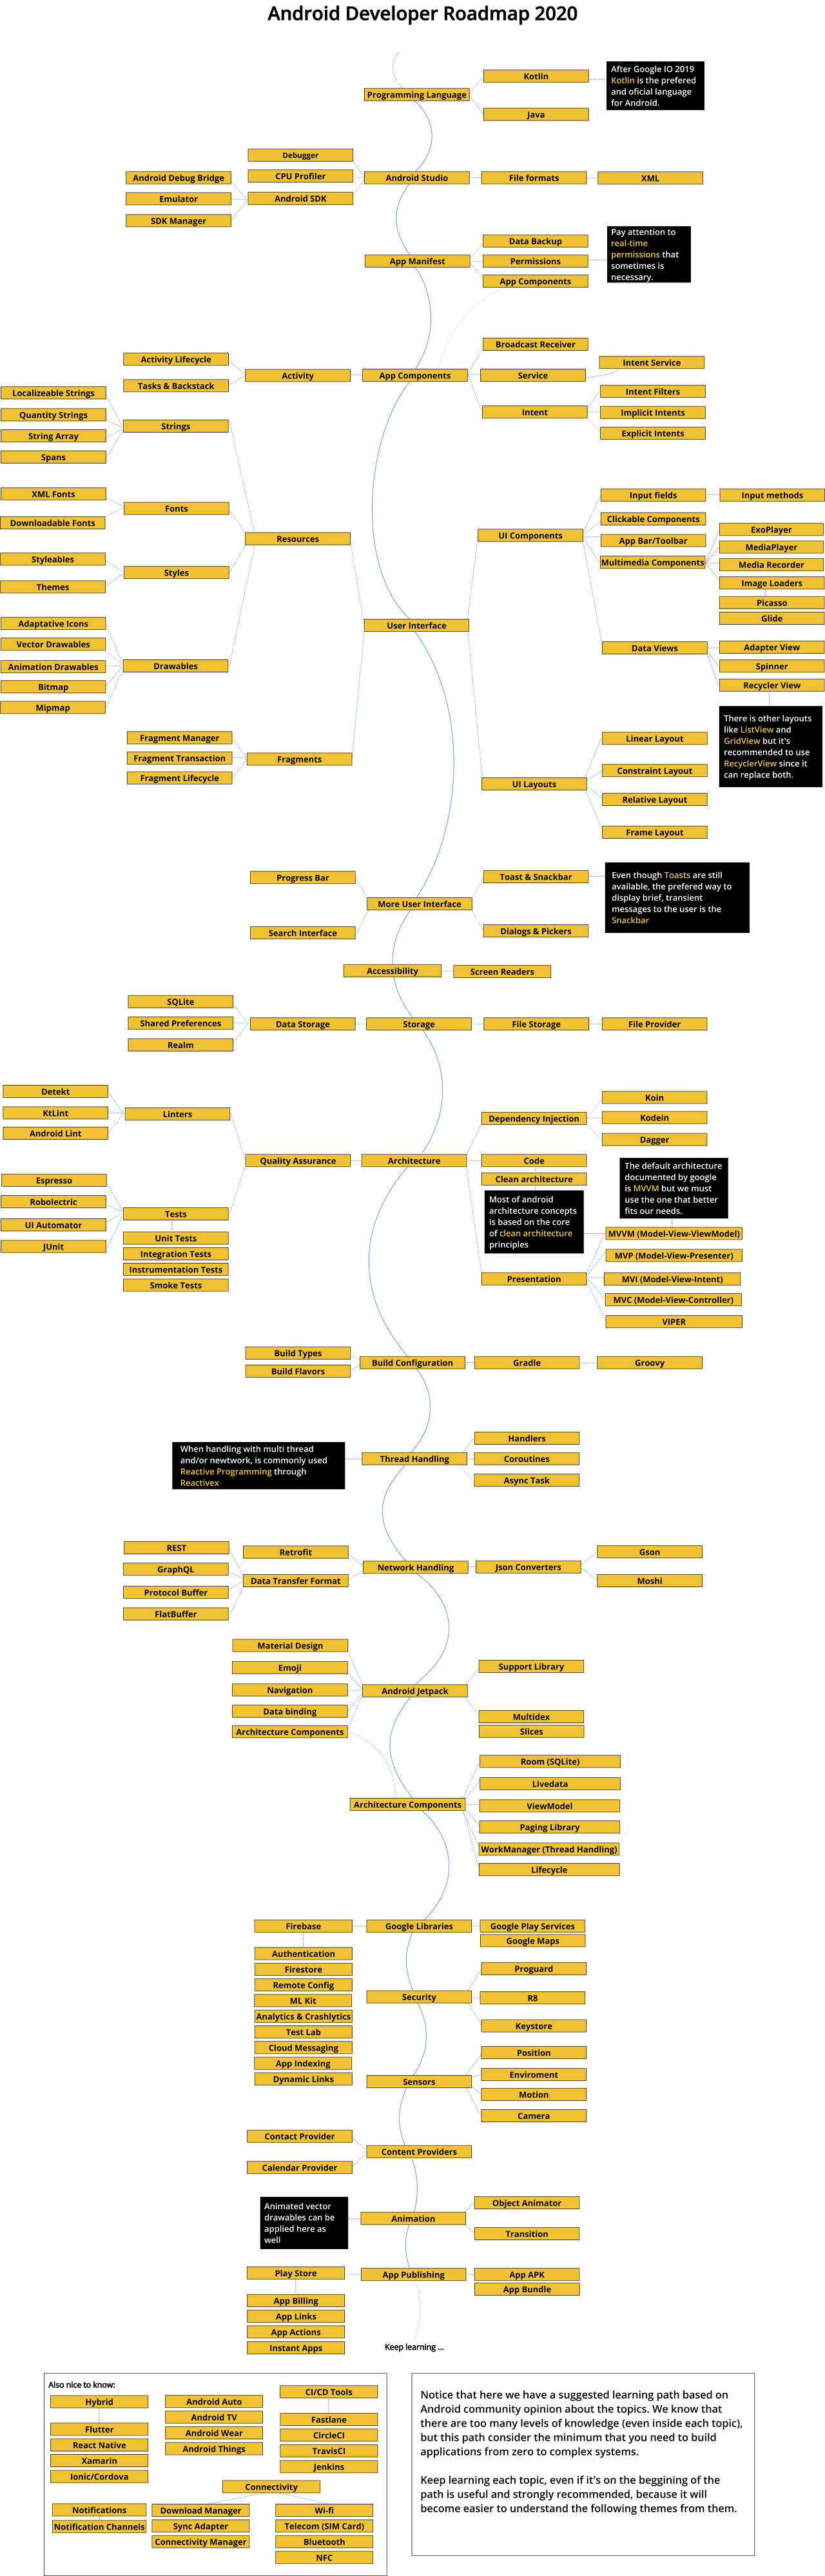 Android Developer Roadmap 2020
Programming Language
Kotlin
Java
After Google IO 2019
Kotlin is the prefered
and oficial language
for Android.
Android Studio
Debugger
CPU Profiler
Android SDK
Android Debug Bridge
Emulator
SDK Manager
File formats
XML
App Manifest
Data Backup
Permissions
App Components
Pay attention to
real-time
permissions that
sometimes is
necessary.
App Components
Activity
Activity Lifecycle
Tasks & Backstack
Broadcast Receiver
Service
Intent Service
Intent
Intent Filters
Implicit Intents
Explicit Intents
User Interface
Resources
Strings
Localizeable Strings
Quantity Strings
String Array
Spans
Fonts
XML Fonts
Downloadable Fonts
Styles
Styleables
Themes
Drawables
Adaptative Icons
Vector Drawables
Animation Drawables
Bitmap
Mipmap
Fragments
Fragment Manager
Fragment Transaction
Fragment Lifecycle
UI Components
Input fields
Input methods
Clickable Components
App Bar/Toolbar
Multimedia Components
ExoPlayer
MediaPlayer
Media Recorder
Image Loaders
Picasso
Glide
Data Views
Adapter View
Spinner
Recycler View
There is other layouts
like ListView and
GridView but it's
recommended to use
RecyclerView since it
can replace both.
UI Layouts
Linear Layout
Constraint Layout
Relative Layout
Frame Layout
More User Interface
Progress Bar
Search Interface
Toast & Snackbar
Dialogs & Pickers
Even though Toasts are still
available, the prefered way to
display brief, transient
messages to the user is the
Snackbar
Accessibility
Screen Readers
Storage
Data Storage
SQLite
Shared Preferences
Realm
File Storage
File Provider
Architecture
Quality Assurance
Linters
Detekt
KtLint
Android Lint
Tests
Espresso
Robolectric
UI Automator
JUnit
Unit Tests
Integration Tests
Instrumentation Tests
Smoke Tests
Dependency Injection
Koin
Kodein
Dagger
Code
Clean architecture
Most of android
architecture concepts
is based on the core
of clean architecture
principles
The default architecture
documented by google
is MVVM but we must
use the one that better
fits our needs.
Presentation
MVVM (Model-View-ViewModel)
MVP (Model-View-Presenter)
MVI (Model-View-Intent)
MVC (Model-View-Controller)
VIPER
Build Configuration
Build Types
Build Flavors
Gradle
Groovy
Thread Handling
When handling with multi thread
and/or newtwork, is commonly used
Reactive Programming through
Reactivex
Handlers
Coroutines
Async Task
Network Handling
Retrofit
Data Transfer Format
REST
GraphQL
Protocol Buffer
FlatBuffer
Json Converters
Gson
Moshi
Android Jetpack
Material Design
Emoji
Navigation
Data binding
Architecture Components
Support Library
Multidex
Slices
Architecture Components
Room (SQLite)
Livedata
ViewModel
Paging Library
WorkManager (Thread Handling)
Lifecycle
Google Libraries
Firebase
Authentication
Firestore
Remote Config
ML Kit
Analytics & Crashlytics
Test Lab
Cloud Messaging
App Indexing
Dynamic Links
Google Play Services
Google Maps
Security
Proguard
R8
Keystore
Sensors
Position
Enviroment
Motion
Camera
Content Providers
Contact Provider
Calendar Provider
Animation
Animated vector
drawables can be
applied here as
well
Object Animator
Transition
App Publishing
Play Store
App Billing
App Links
App Actions
Instant Apps
App APK
App Bundle
Keep learning ...
Also nice to know:
Hybrid
Flutter
React Native
Xamarin
Ionic/Cordova
Android Auto
Android TV
Android Wear
Android Things
CI/CD Tools
Fastlane
CircleCI
TravisCI
Jenkins
Connectivity
Notifications
Notification Channels
Download Manager
Sync Adapter
Connectivity Manager
Wi-fi
Telecom (SIM Card)
Bluetooth
NFC
Notice that here we have a suggested learning path based on
Android community opinion about the topics. We know that
there are too many levels of knowledge (even inside each topic),
but this path consider the minimum that you need to build
applications from zero to complex systems.
Keep learning each topic, even if it's on the beggining of the
path is useful and strongly recommended, because it will
become easier to understand the following themes from them.